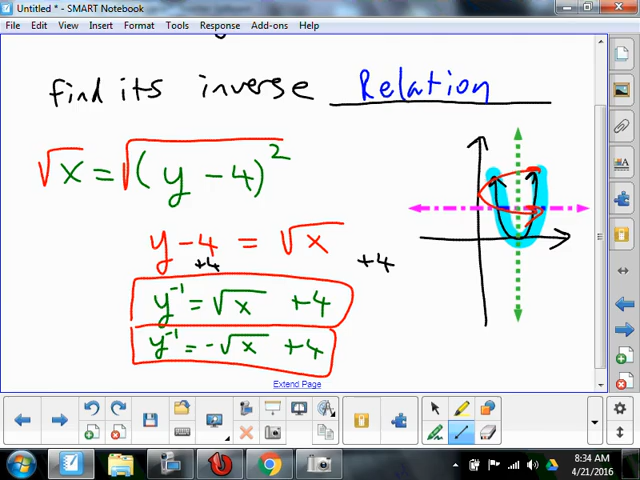 Untitled * - SMART Notebook
File Edit View Insert Format Tools Response Add-ons Help
find its inverse Relation
√x = √(y - 4)²
y - 4 = √x
+4 +4
y⁻¹ = √x + 4
y⁻¹ = -√x + 4
Extend Page
8:34 AM
4/21/2016